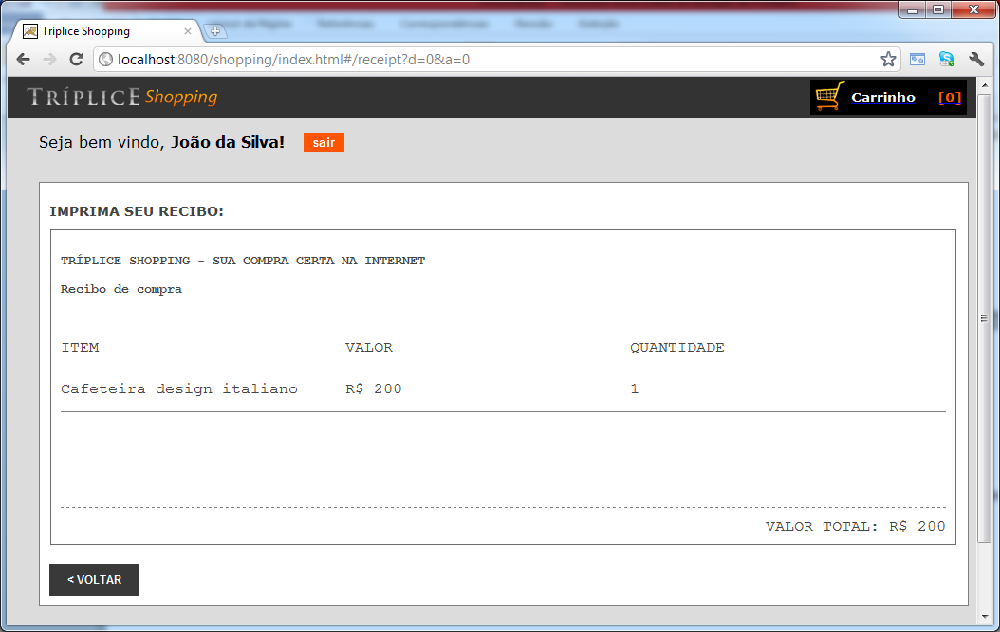 Tríplice Shopping
localhost:8080/shopping/index.html#/receipt?d=0&a=0
TRÍPLICE Shopping
Carrinho [0]
Seja bem vindo, João da Silva! sair
IMPRIMA SEU RECIBO:
TRÍPLICE SHOPPING - SUA COMPRA CERTA NA INTERNET
Recibo de compra
ITEM VALOR QUANTIDADE
Cafeteira design italiano R$ 200 1
VALOR TOTAL: R$ 200
< VOLTAR